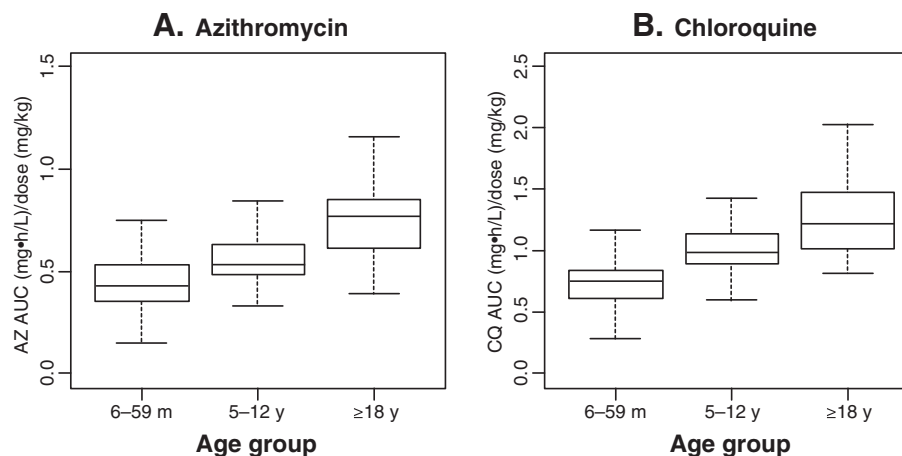 A. Azithromycin
AZ AUC (mg•h/L)/dose (mg/kg)
1.5
1.0
0.5
0.0
6–59 m 5–12 y ≥18 y
Age group
B. Chloroquine
CQ AUC (mg•h/L)/dose (mg/kg)
2.5
2.0
1.5
1.0
0.5
0.0
6–59 m 5–12 y ≥18 y
Age group